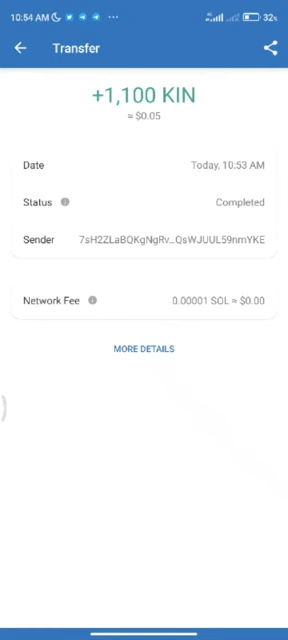 10:54 AM 32%
Transfer
+1,100 KIN
≈ $0.05
Date Today, 10:53 AM
Status Completed
Sender 7sH2ZLaBQKgNgRv...QsWJUUL59nmYKE
Network Fee 0.00001 SOL ≈ $0.00
MORE DETAILS